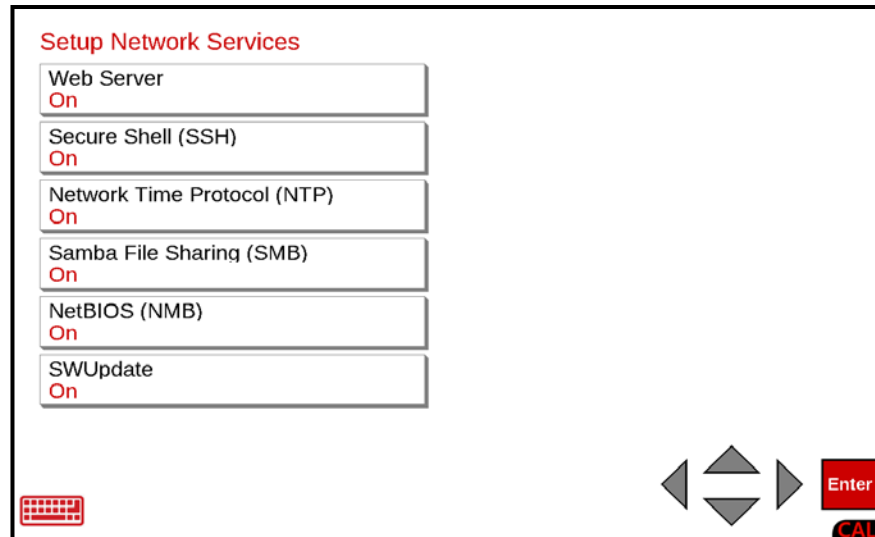 Setup Network Services
Web Server
On
Secure Shell (SSH)
On
Network Time Protocol (NTP)
On
Samba File Sharing (SMB)
On
NetBIOS (NMB)
On
SWUpdate
On
Enter
CAL